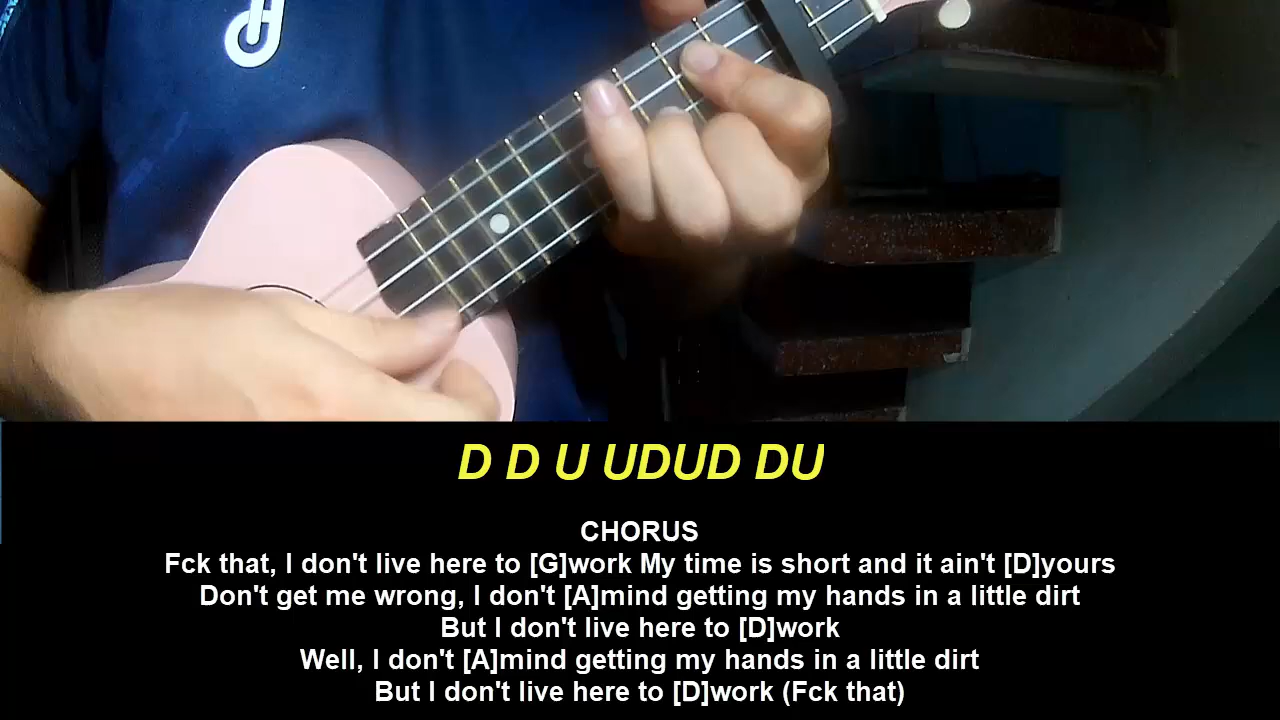 D D U UDUD DU
CHORUS
Fck that, I don't live here to [G]work My time is short and it ain't [D]yours
Don't get me wrong, I don't [A]mind getting my hands in a little dirt
But I don't live here to [D]work
Well, I don't [A]mind getting my hands in a little dirt
But I don't live here to [D]work (Fck that)